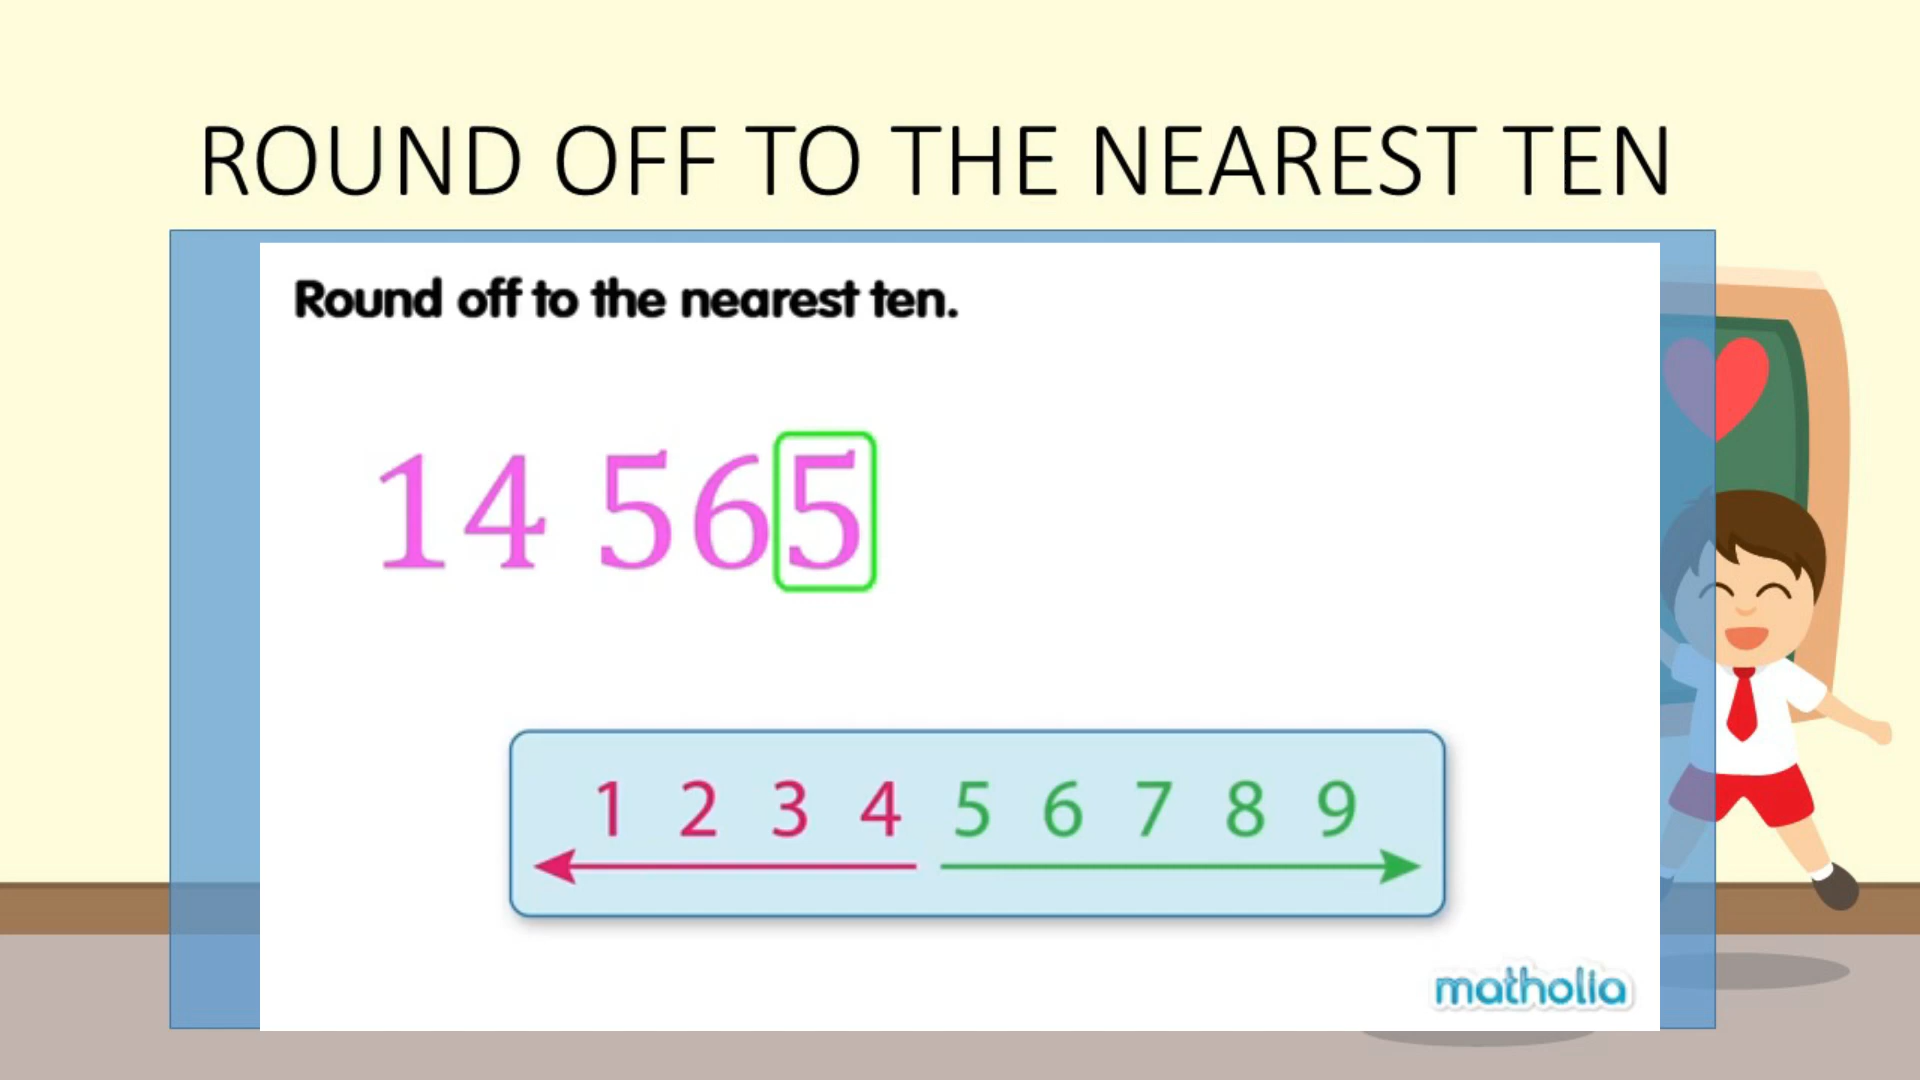 ROUND OFF TO THE NEAREST TEN
Round off to the nearest ten.
14 565
1 2 3 4 5 6 7 8 9
matholia